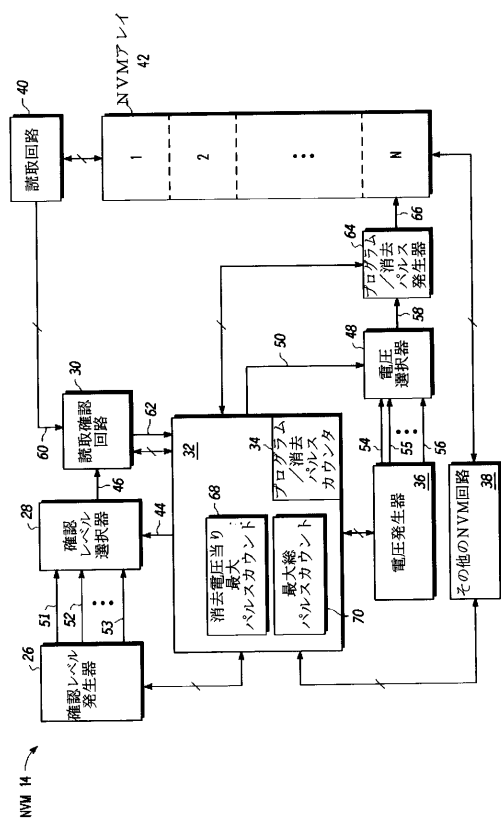 NVM 14
26
確認レベル
発生器
51
52
53
28
確認
レベル
選択器
44
46
60
30
読取確認
回路
62
読取回路
40
NVMアレイ
42
1
2
N
32
68
消去電圧当り
最大
パルスカウント
最大総
パルスカウント
70
34
プログラム
/消去
パルス
カウンタ
50
54
55
56
電圧発生器
36
48
電圧
選択器
58
64
プログラム
/消去
パルス
発生器
66
その他のNVM回路
38